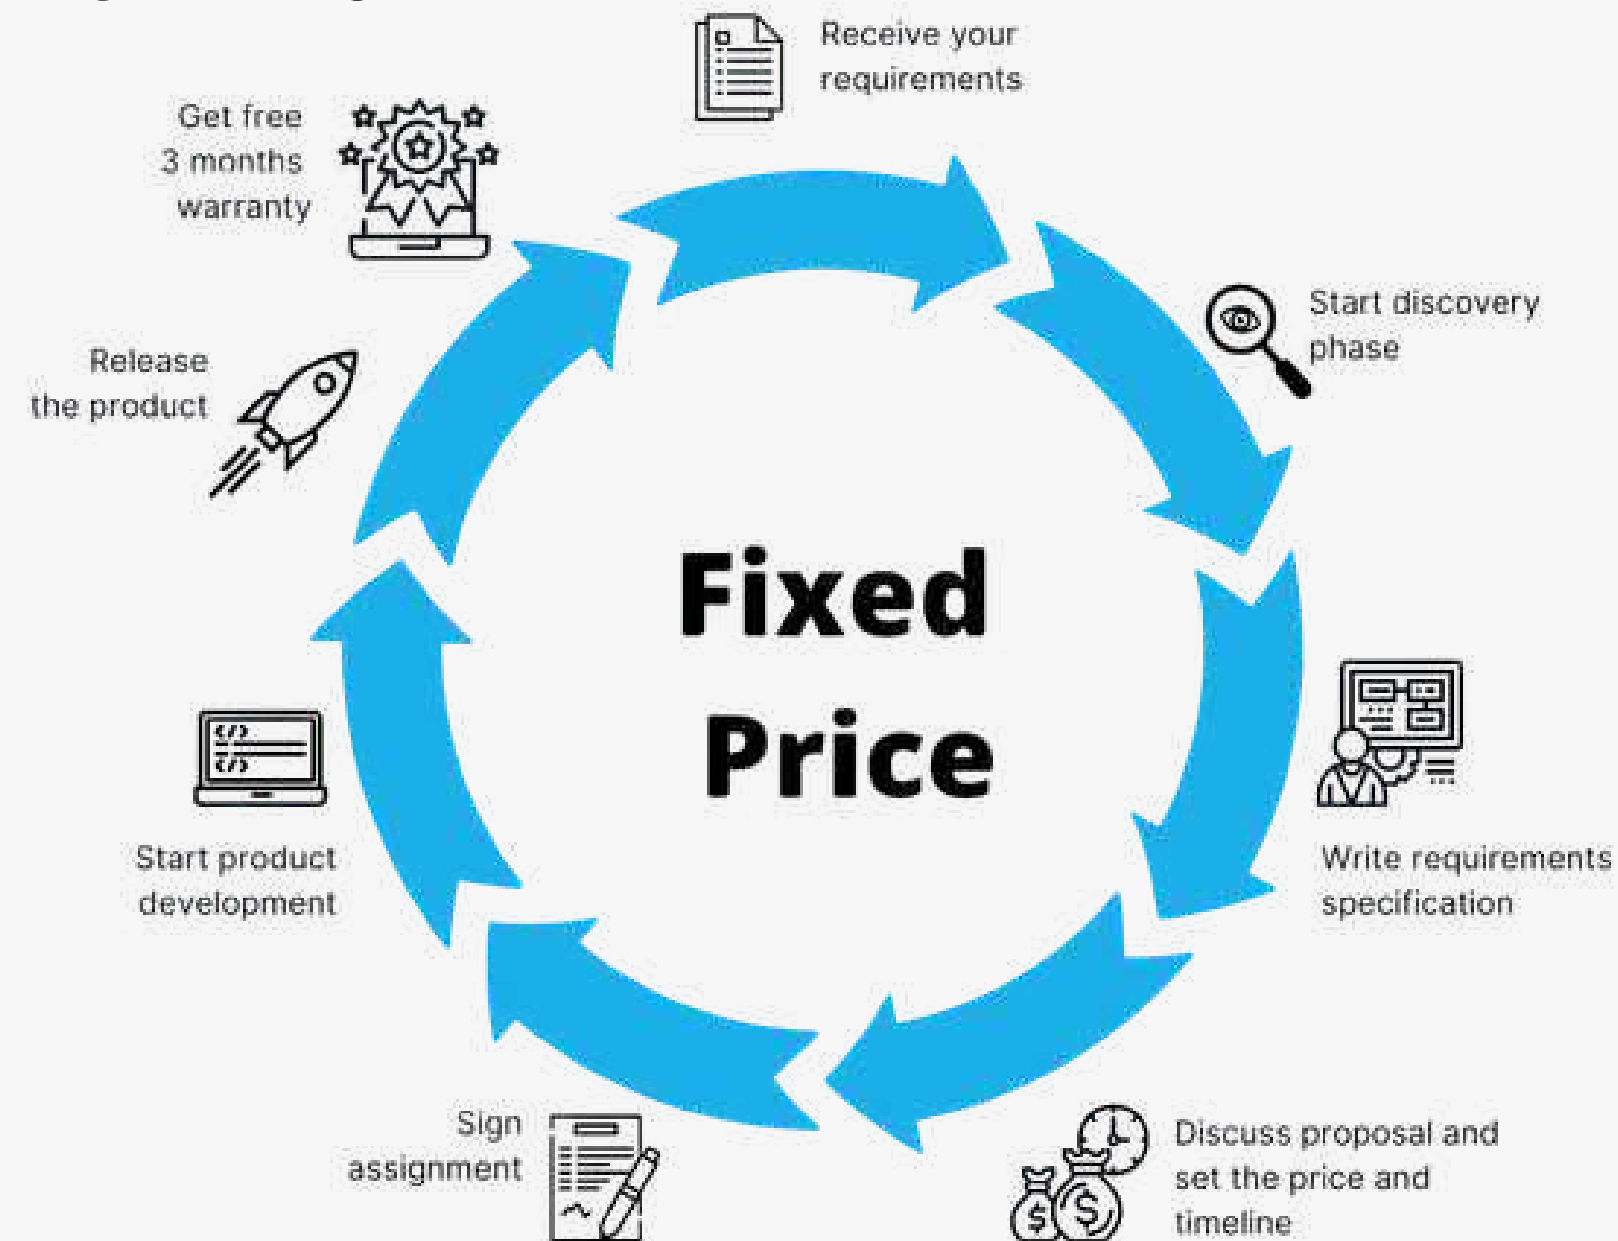 Receive your
requirements
Start discovery
phase
Write requirements
specification
Discuss proposal and
set the price and
timeline
Sign
assignment
Start product
development
Release
the product
Get free
3 months
warranty
Fixed
Price